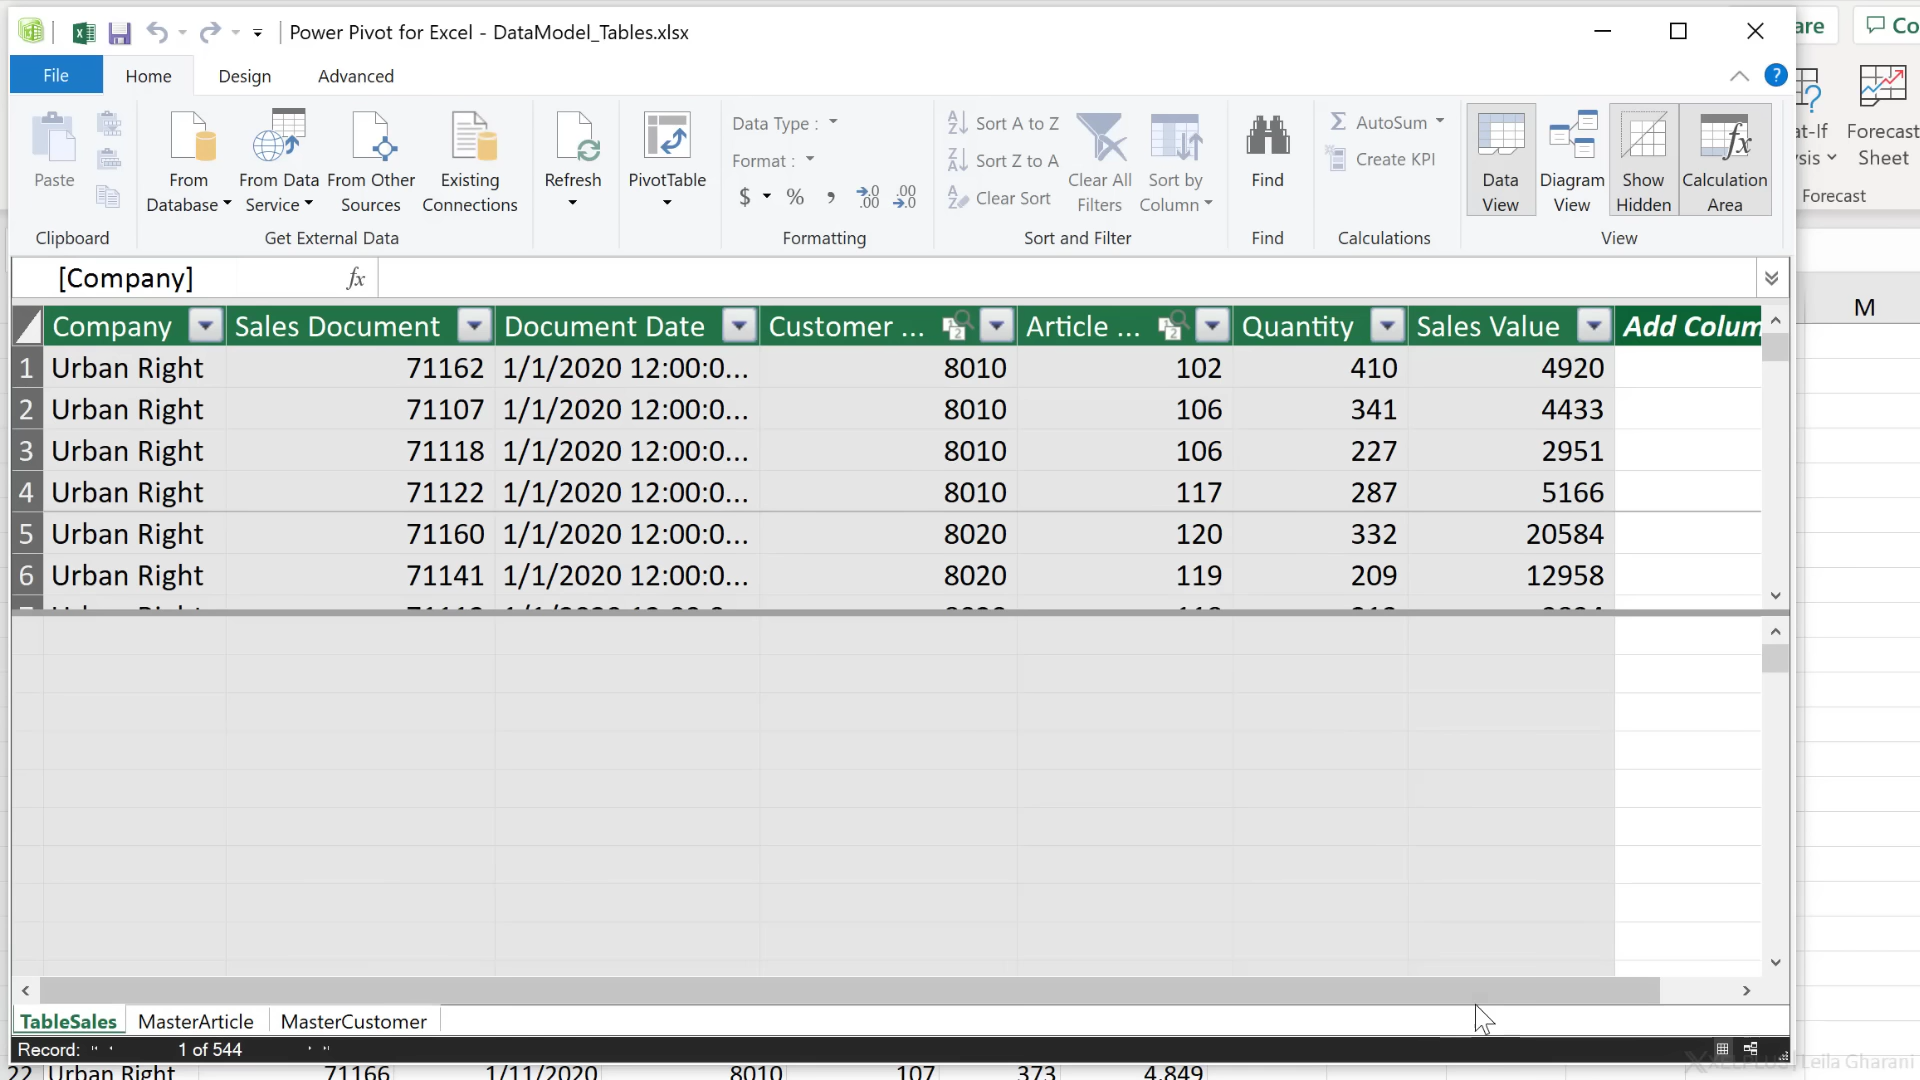 Power Pivot for Excel - DataModel_Tables.xlsx
File Home Design Advanced
Paste
From Database
From Data Service
From Other Sources
Existing Connections
Refresh
PivotTable
Data Type :
Format :
$ % ,
Sort A to Z
Sort Z to A
Clear Sort
Clear All Filters
Sort by Column
Find
AutoSum
Create KPI
Data View
Diagram View
Show Hidden
Calculation Area
Forecast Sheet
Clipboard Get External Data Formatting Sort and Filter Find Calculations View Forecast
[Company] fx
M
Company Sales Document Document Date Customer ... Article ... Quantity Sales Value Add Colum
1 Urban Right 71162 1/1/2020 12:00:0... 8010 102 410 4920
2 Urban Right 71107 1/1/2020 12:00:0... 8010 106 341 4433
3 Urban Right 71118 1/1/2020 12:00:0... 8010 106 227 2951
4 Urban Right 71122 1/1/2020 12:00:0... 8010 117 287 5166
5 Urban Right 71160 1/1/2020 12:00:0... 8020 120 332 20584
6 Urban Right 71141 1/1/2020 12:00:0... 8020 119 209 12958
TableSales MasterArticle MasterCustomer
Record: 1 of 544
XELPLUS/Leila Gharani
22 Urban Right 71166 1/11/2020 8010 107 373 4,849